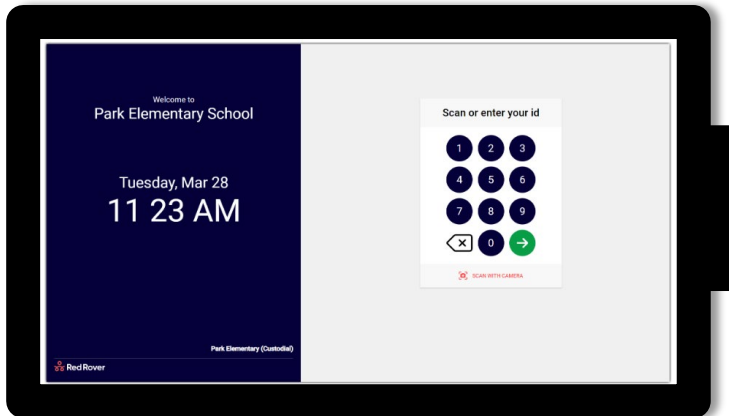 Welcome to
Park Elementary School
Tuesday, Mar 28
11 23 AM
Park Elementary (Custodial)
Red Rover
Scan or enter your id
1 2 3
4 5 6
7 8 9
0
SCAN WITH CAMERA